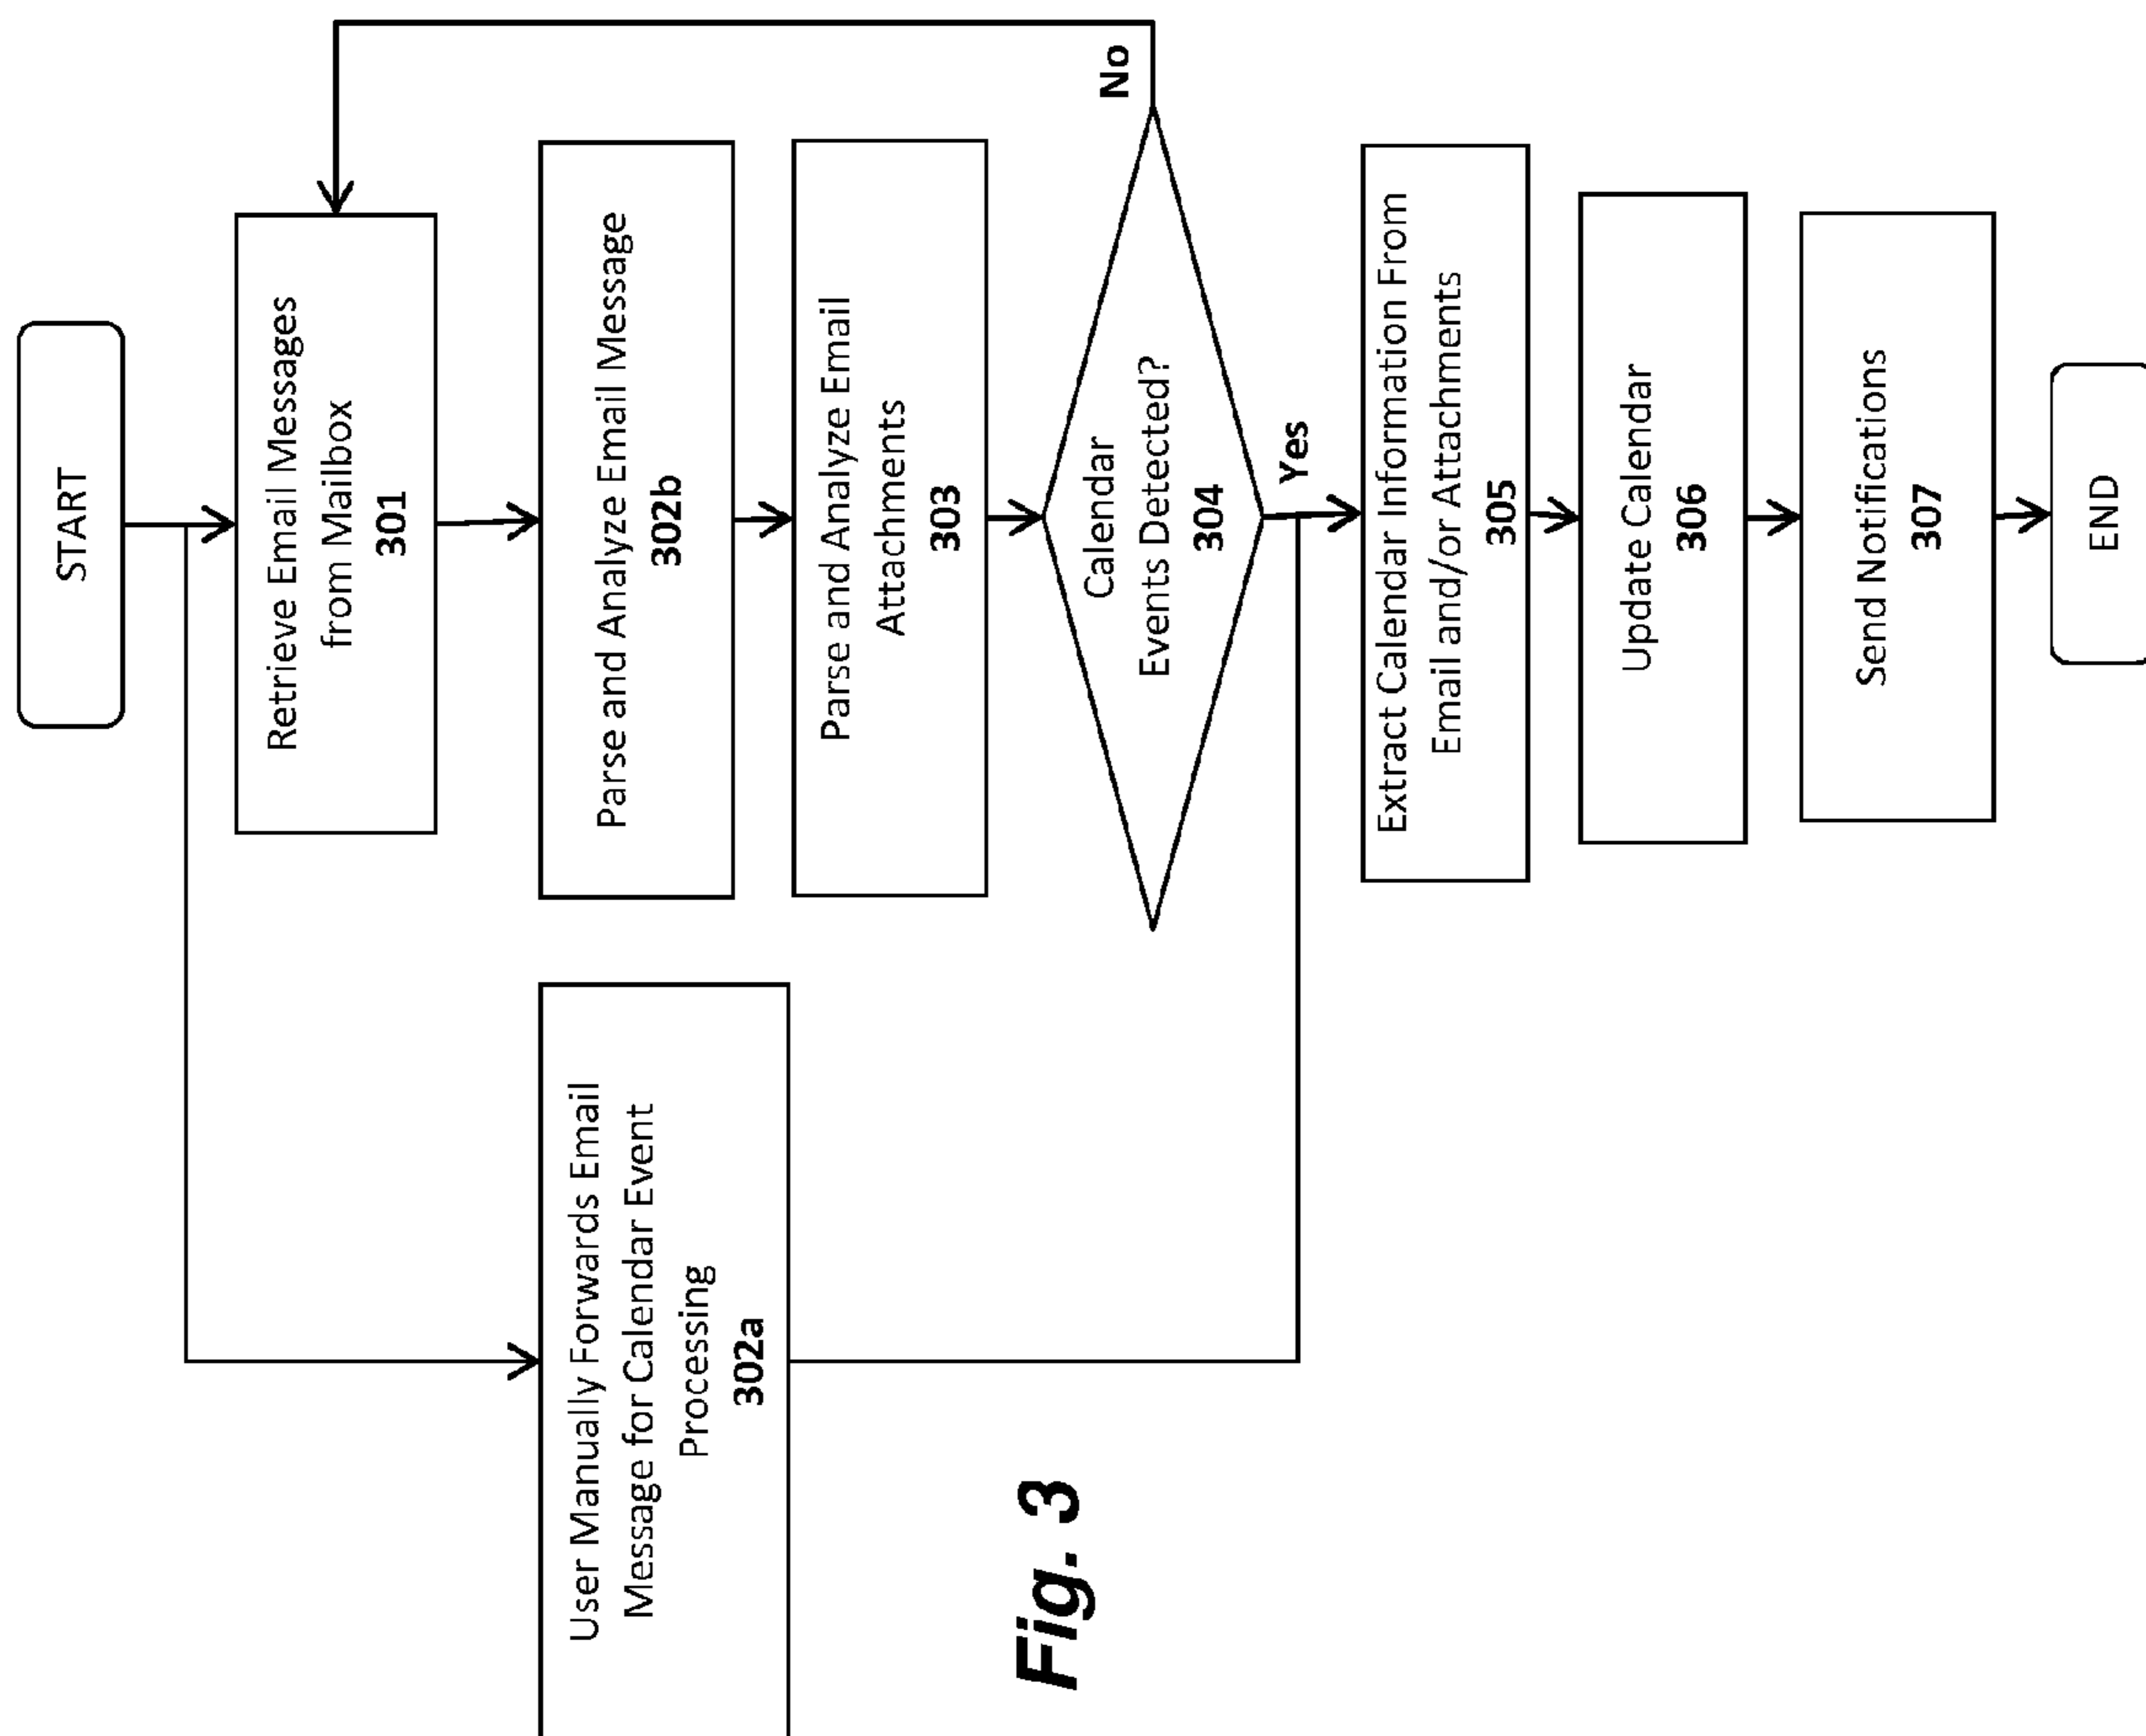 START
Retrieve Email Messages
from Mailbox
301
User Manually Forwards Email
Message for Calendar Event
Processing
302a
Parse and Analyze Email Message
302b
Parse and Analyze Email
Attachments
303
Calendar
Events Detected?
304
No
Yes
Extract Calendar Information From
Email and/or Attachments
305
Update Calendar
306
Send Notifications
307
END
Fig. 3